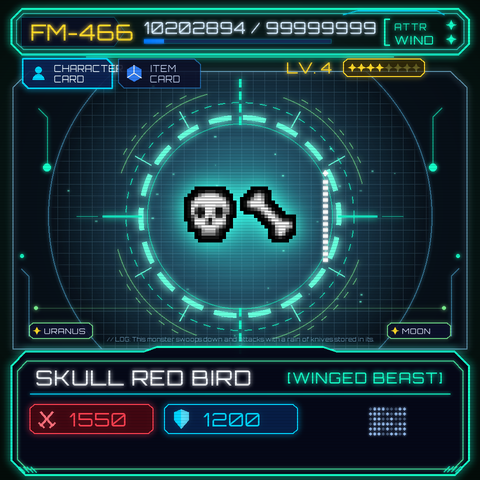 FM-466
10202894 / 99999999
ATTR
WIND
CHARACTER
CARD
ITEM
CARD
LV. 4
URANUS
MOON
// LOG: This monster swoops down and attacks with a rain of knives stored in its
SKULL RED BIRD
[WINGED BEAST]
1550
1200